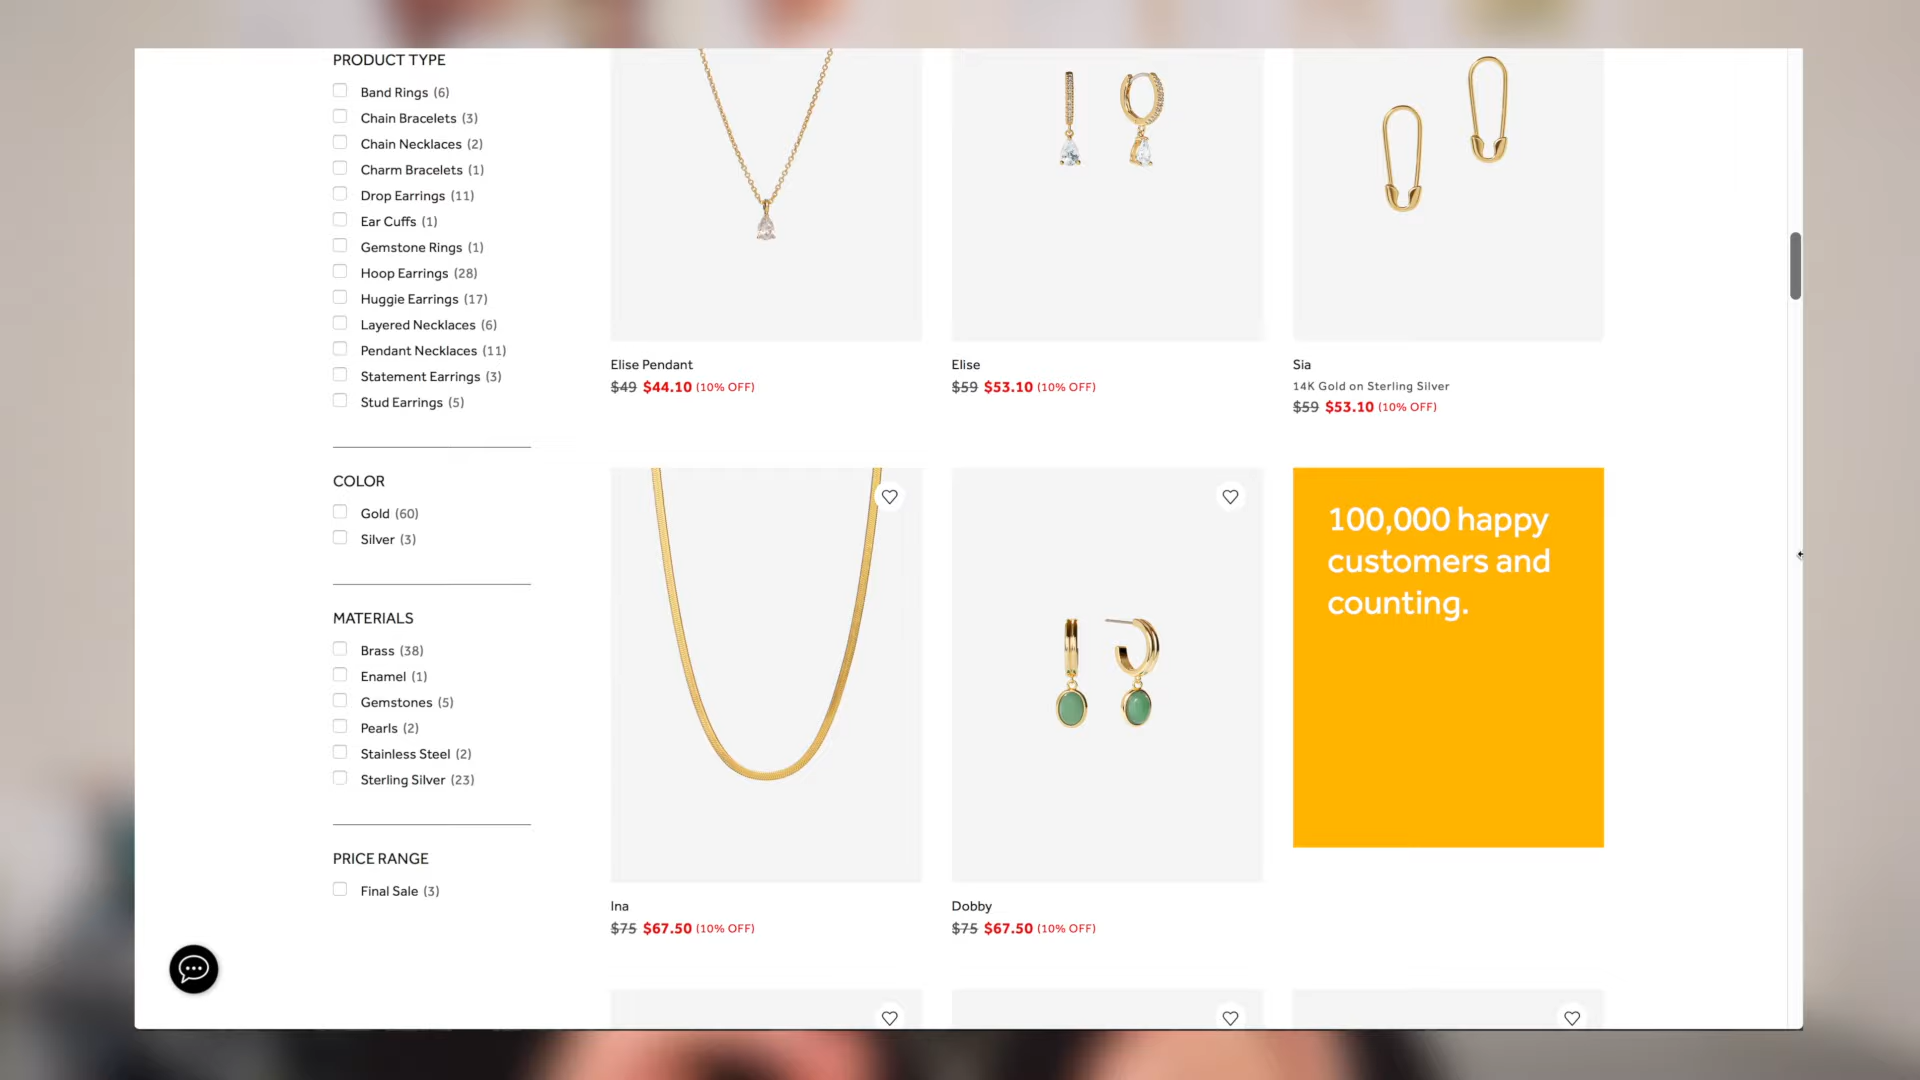 PRODUCT TYPE
Band Rings (6)
Chain Bracelets (3)
Chain Necklaces (2)
Charm Bracelets (1)
Drop Earrings (11)
Ear Cuffs (1)
Gemstone Rings (1)
Hoop Earrings (28)
Huggie Earrings (17)
Layered Necklaces (6)
Pendant Necklaces (11)
Statement Earrings (3)
Stud Earrings (5)
COLOR
Gold (60)
Silver (3)
MATERIALS
Brass (38)
Enamel (1)
Gemstones (5)
Pearls (2)
Stainless Steel (2)
Sterling Silver (23)
PRICE RANGE
Final Sale (3)
Elise Pendant
$49 $44.10 (10% OFF)
Elise
$59 $53.10 (10% OFF)
Sia
14K Gold on Sterling Silver
$59 $53.10 (10% OFF)
Ina
$75 $67.50 (10% OFF)
Dobby
$75 $67.50 (10% OFF)
100,000 happy
customers and
counting.